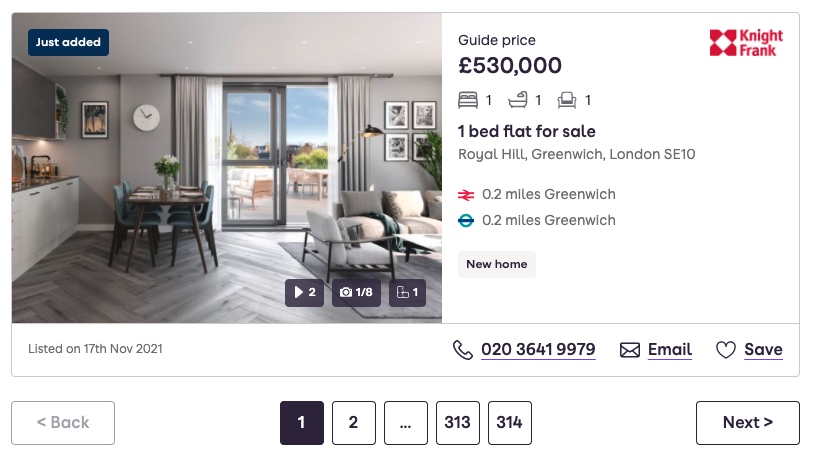 Just added
Guide price
Knight
Frank
£530,000
1 1 1
1 bed flat for sale
Royal Hill, Greenwich, London SE10
0.2 miles Greenwich
0.2 miles Greenwich
New home
2 1/8 1
Listed on 17th Nov 2021
020 3641 9979 Email Save
< Back 1 2 ... 313 314 Next >